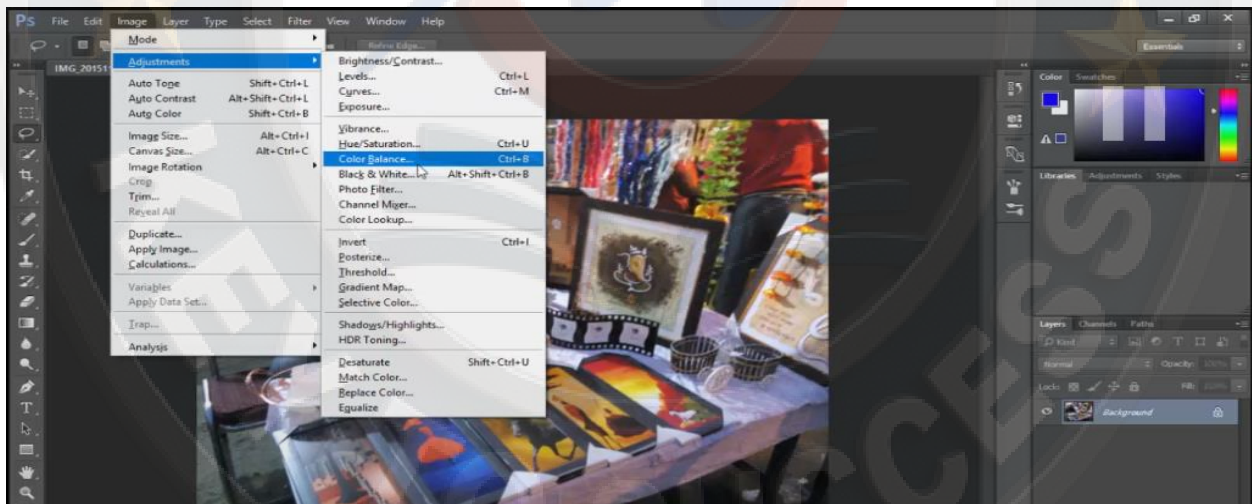 Ps File Edit Image Layer Type Select Filter View Window Help
Refine Edge...
Essentials
IMG_20151
Mode
Adjustments
Auto Tone Shift+Ctrl+L
Auto Contrast Alt+Shift+Ctrl+L
Auto Color Shift+Ctrl+B
Image Size... Alt+Ctrl+I
Canvas Size... Alt+Ctrl+C
Image Rotation
Crop
Trim...
Reveal All
Duplicate...
Apply Image...
Calculations...
Variables
Apply Data Set...
Trap...
Analysis
Brightness/Contrast...
Levels... Ctrl+L
Curves... Ctrl+M
Exposure...
Vibrance...
Hue/Saturation... Ctrl+U
Color Balance... Ctrl+B
Black & White... Alt+Shift+Ctrl+B
Photo Filter...
Channel Mixer...
Color Lookup...
Invert Ctrl+I
Posterize...
Threshold...
Gradient Map...
Selective Color...
Shadows/Highlights...
HDR Toning...
Desaturate Shift+Ctrl+U
Match Color...
Replace Color...
Equalize
Color Swatches
Libraries Adjustments Styles
Layers Channels Paths
Kind
Normal Opacity: 100%
Lock: Fill: 100%
Background